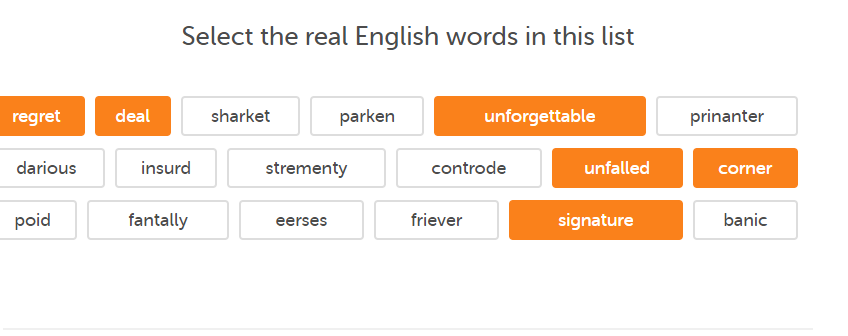 Select the real English words in this list
regret deal sharket parken unforgettable prinanter
darious insurd strementy controde unfalled corner
poid fantally eerses friever signature banic